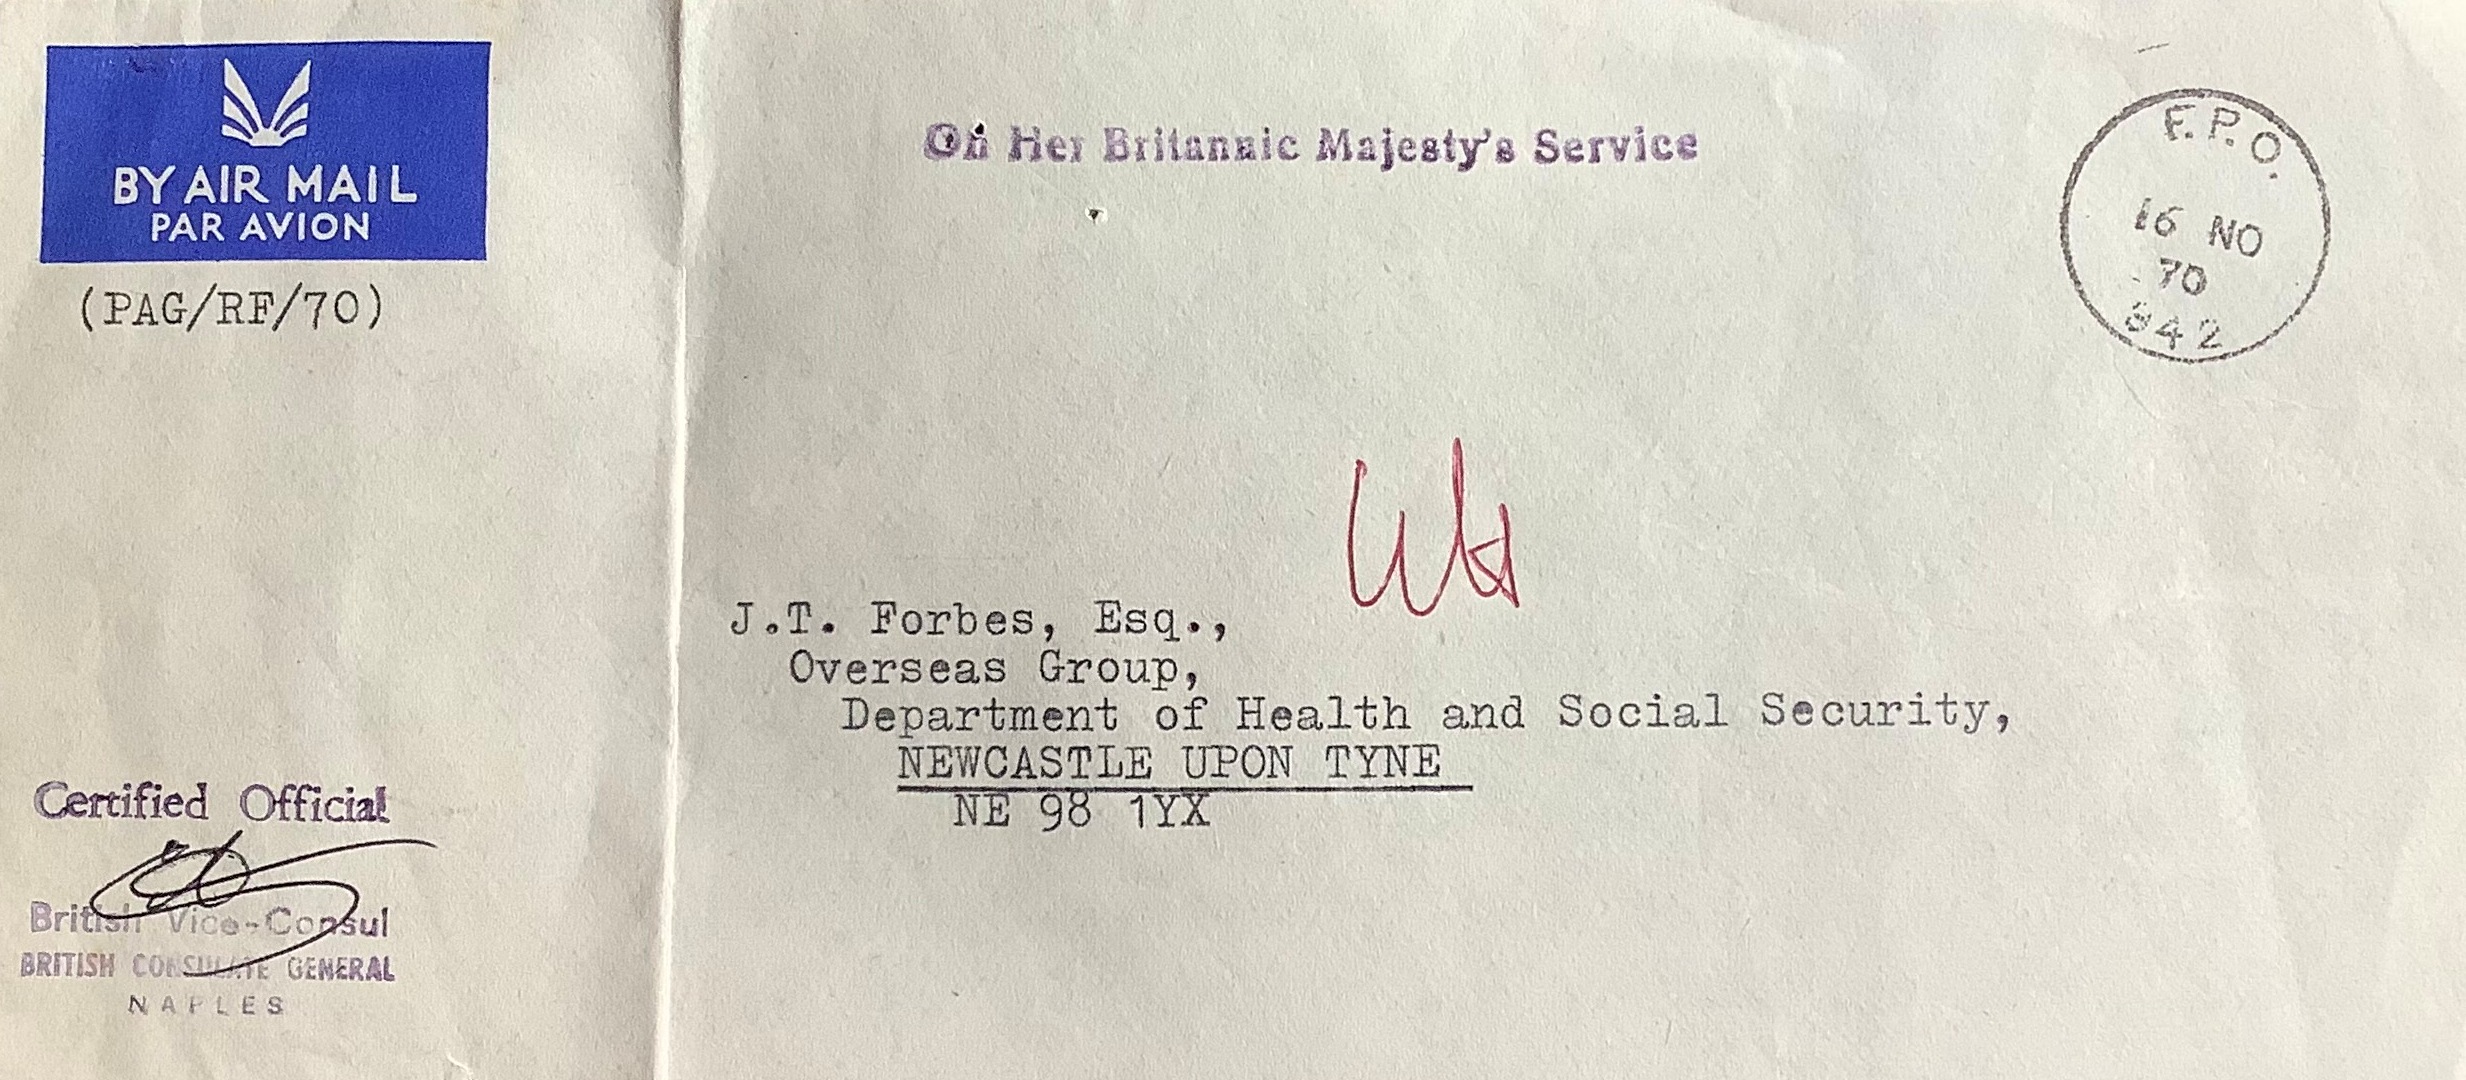 BY AIR MAIL
PAR AVION
(PAG/RF/70)
On Her Britannic Majesty's Service
F.P.O.
16 NO
70
842
J.T. Forbes, Esq.,
Overseas Group,
Department of Health and Social Security,
NEWCASTLE UPON TYNE
NE 98 1YX
Certified Official
British Vice-Consul
BRITISH CONSULATE GENERAL
NAPLES